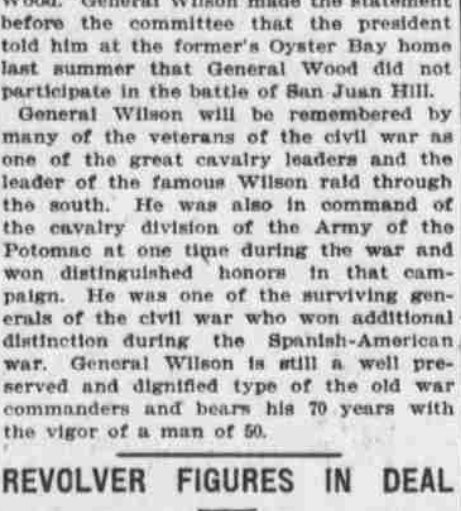 Wood. General Wilson made the statement
before the committee that the president
told him at the former's Oyster Bay home
last summer that General Wood did not
participate in the battle of San Juan Hill.
General Wilson will be remembered by
many of the veterans of the civil war as
one of the great cavalry leaders and the
leader of the famous Wilson raid through
the south. He was also in command of
the cavalry division of the Army of the
Potomac at one time during the war and
won distinguished honors in that cam-
paign. He was one of the surviving gen-
erals of the civil war who won additional
distinction during the Spanish-American
war. General Wilson is still a well pre-
served and dignified type of the old war
commanders and bears his 70 years with
the vigor of a man of 50.
REVOLVER FIGURES IN DEAL